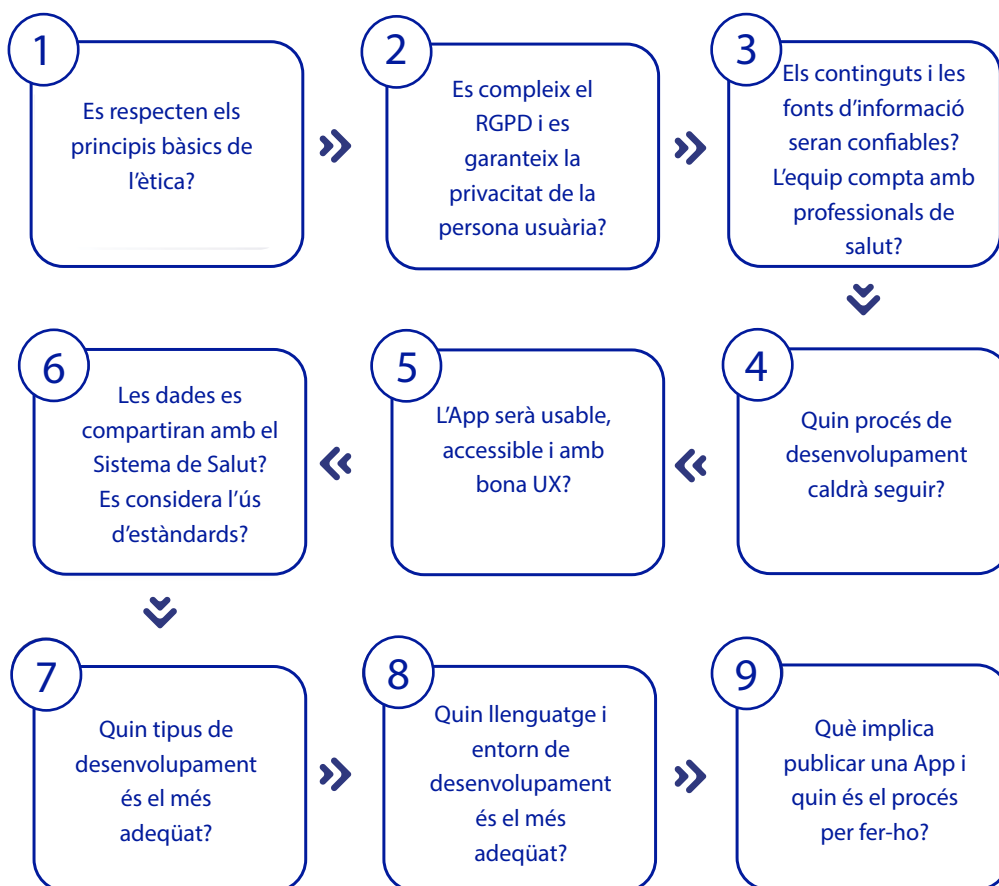 1
Es respecten els
principis bàsics de
l'ètica?
2
Es compleix el
RGPD i es
garanteix la
privacitat de la
persona usuària?
3
Els continguts i les
fonts d'informació
seran confiables?
L'equip compta amb
professionals de
salut?
4
Quin procés de
desenvolupament
caldrà seguir?
5
L'App serà usable,
accessible i amb
bona UX?
6
Les dades es
compartiran amb el
Sistema de Salut?
Es considera l'ús
d'estàndards?
7
Quin tipus de
desenvolupament
és el més
adeqüat?
8
Quin llenguatge i
entorn de
desenvolupament
és el més
adeqüat?
9
Què implica
publicar una App i
quin és el procés
per fer-ho?